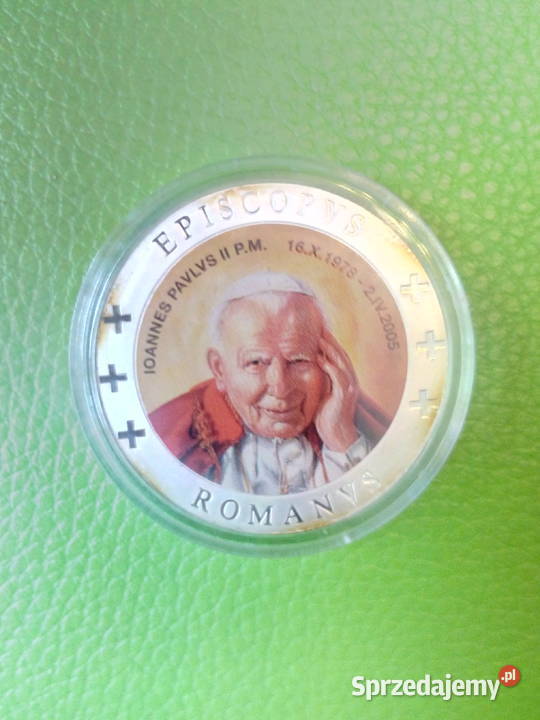 EPISCOPVS
IOANNES PAVLVS II P.M. 16.X.1978 - 2.IV.2005
ROMANVS
Sprzedajemy.pl